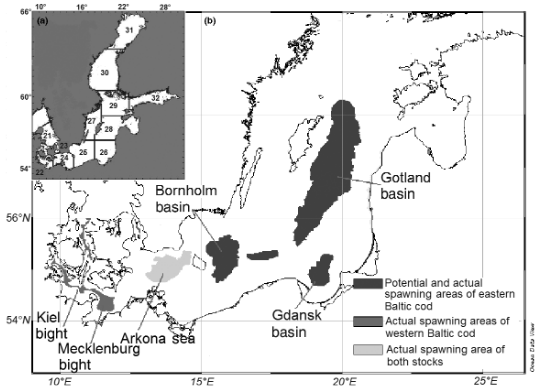 10° 16° 22° 28°
66°
60°
54°
(a)
(b)
31
30
29
32
27
28
21
23
25
26
24
22
Gotland
basin
Bornholm
basin
56°N
54°N
Gdansk
basin
Kiel
bight
Mecklenburg
bight
Arkona sea
Potential and actual
spawning areas of eastern
Baltic cod
Actual spawning areas of
western Baltic cod
Actual spawning area of
both stocks
10°E 15°E 20°E 25°E
Ocean Data View